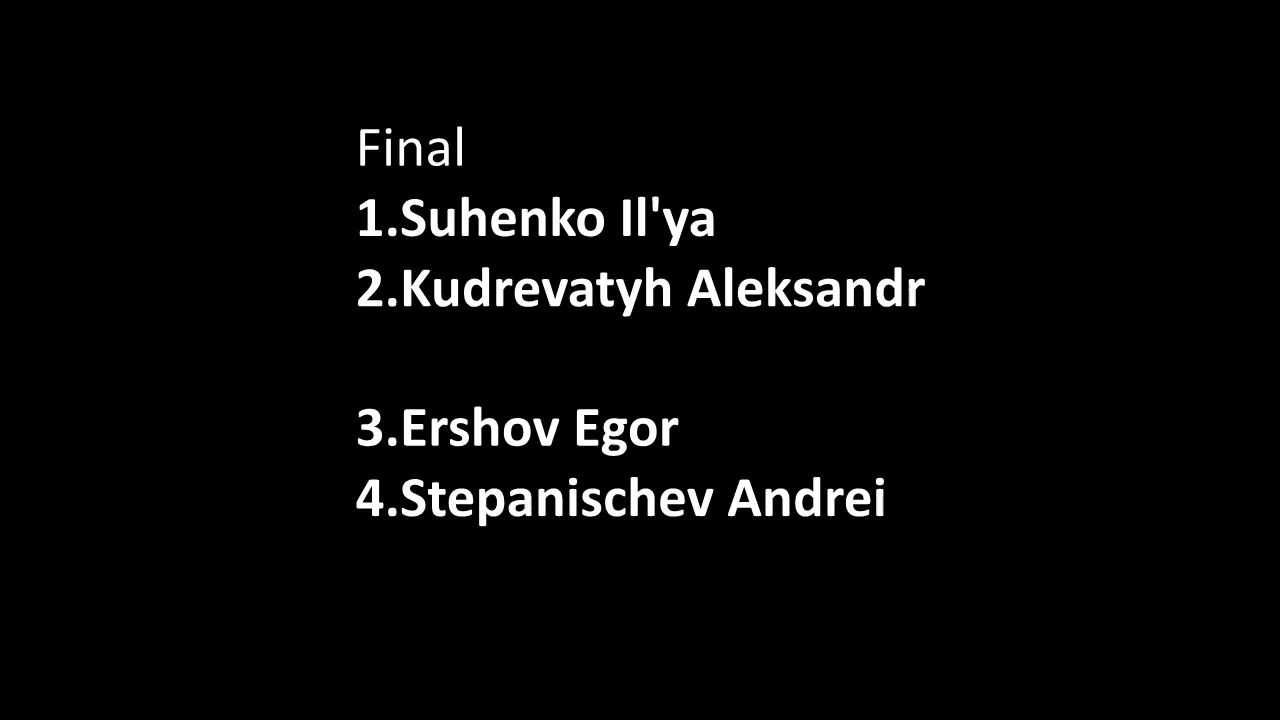 Final
1.Suhenko Il'ya
2.Kudrevatyh Aleksandr
3.Ershov Egor
4.Stepanischev Andrei